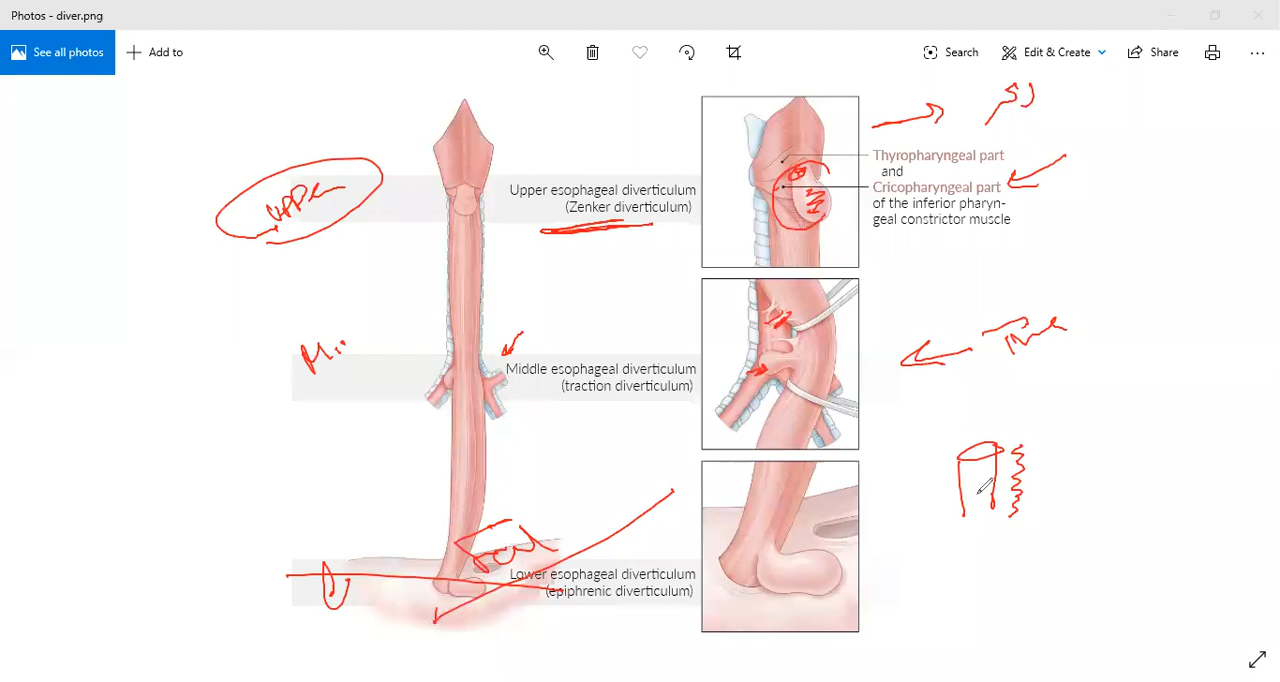 Photos - diver.png
See all photos
Add to
Search
Edit & Create
Share
Upper
Upper esophageal diverticulum
(Zenker diverticulum)
Thyropharyngeal part
and
Cricopharyngeal part
of the inferior pharyn-
geal constrictor muscle
Middle esophageal diverticulum
(traction diverticulum)
Lower esophageal diverticulum
(epiphrenic diverticulum)